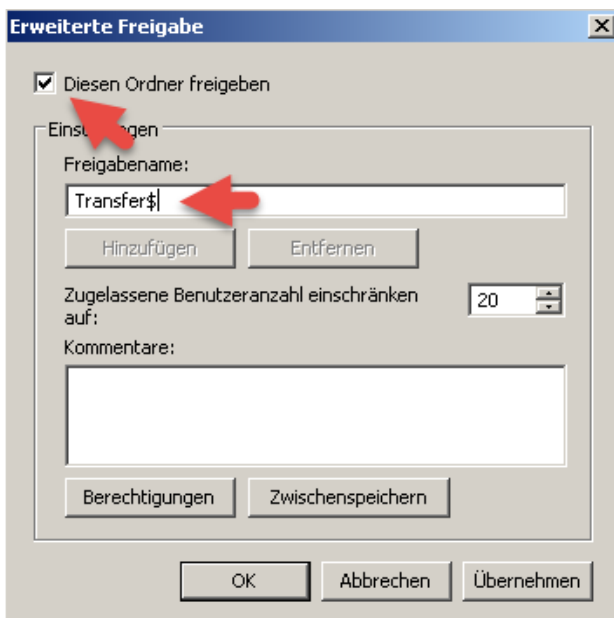 Erweiterte Freigabe
Diesen Ordner freigeben
Freigabename:
Transfer$
Hinzufügen Entfernen
Zugelassene Benutzeranzahl einschränken
auf:
20
Kommentare:
Berechtigungen Zwischenspeichern
OK Abbrechen Übernehmen